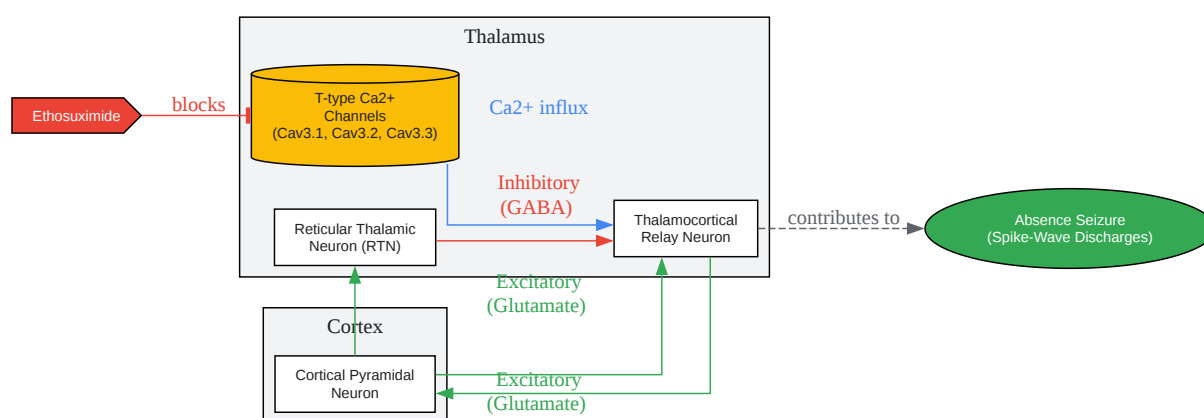 Thalamus
Ethosuximide
blocks
T-type Ca2+
Channels
(Cav3.1, Cav3.2, Cav3.3)
Ca2+ influx
Inhibitory
(GABA)
Reticular Thalamic
Neuron (RTN)
Thalamocortical
Relay Neuron
contributes to
Absence Seizure
(Spike-Wave Discharges)
Excitatory
(Glutamate)
Cortex
Cortical Pyramidal
Neuron
Excitatory
(Glutamate)